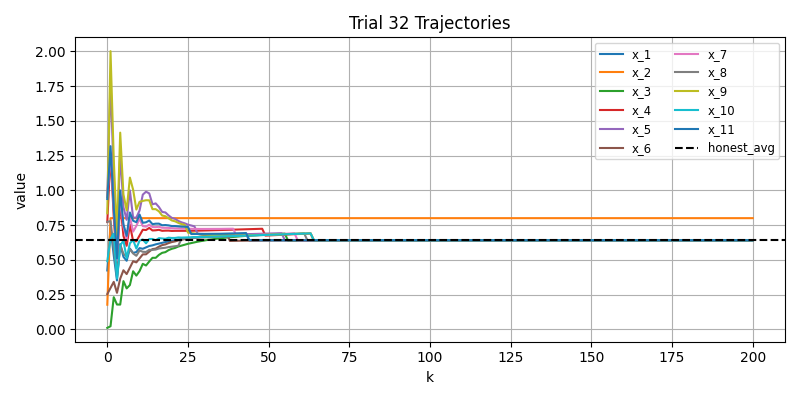 Trial 32 Trajectories
2.00
1.75
1.50
1.25
1.00
0.75
0.50
0.25
0.00
value
0
25
50
75
100
125
150
175
200
k
x_1
x_2
x_3
x_4
x_5
x_6
x_7
x_8
x_9
x_10
x_11
honest_avg